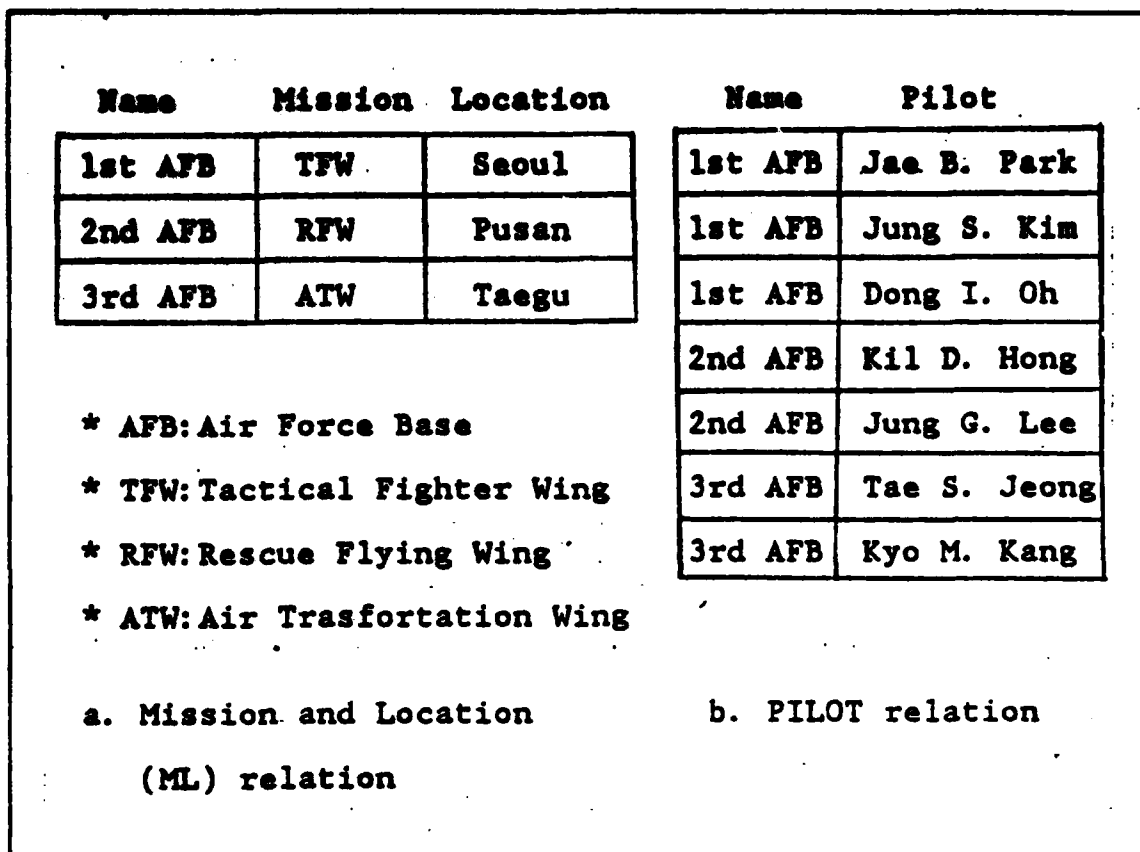 Name Mission Location
1st AFB TFW Seoul
2nd AFB RFW Pusan
3rd AFB ATW Taegu
* AFB: Air Force Base
* TFW: Tactical Fighter Wing
* RFW: Rescue Flying Wing
* ATW: Air Trasfortation Wing
a. Mission and Location
(ML) relation
Name Pilot
1st AFB Jae B. Park
1st AFB Jung S. Kim
1st AFB Dong I. Oh
2nd AFB Kil D. Hong
2nd AFB Jung G. Lee
3rd AFB Tae S. Jeong
3rd AFB Kyo M. Kang
b. PILOT relation